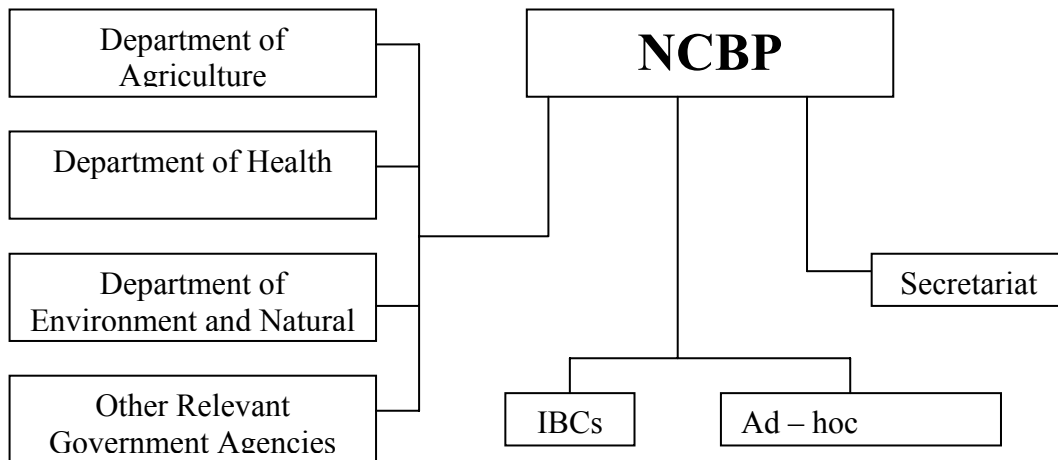 Department of
Agriculture
NCBP
Department of Health
Department of
Environment and Natural
Secretariat
Other Relevant
Government Agencies
IBCs
Ad – hoc